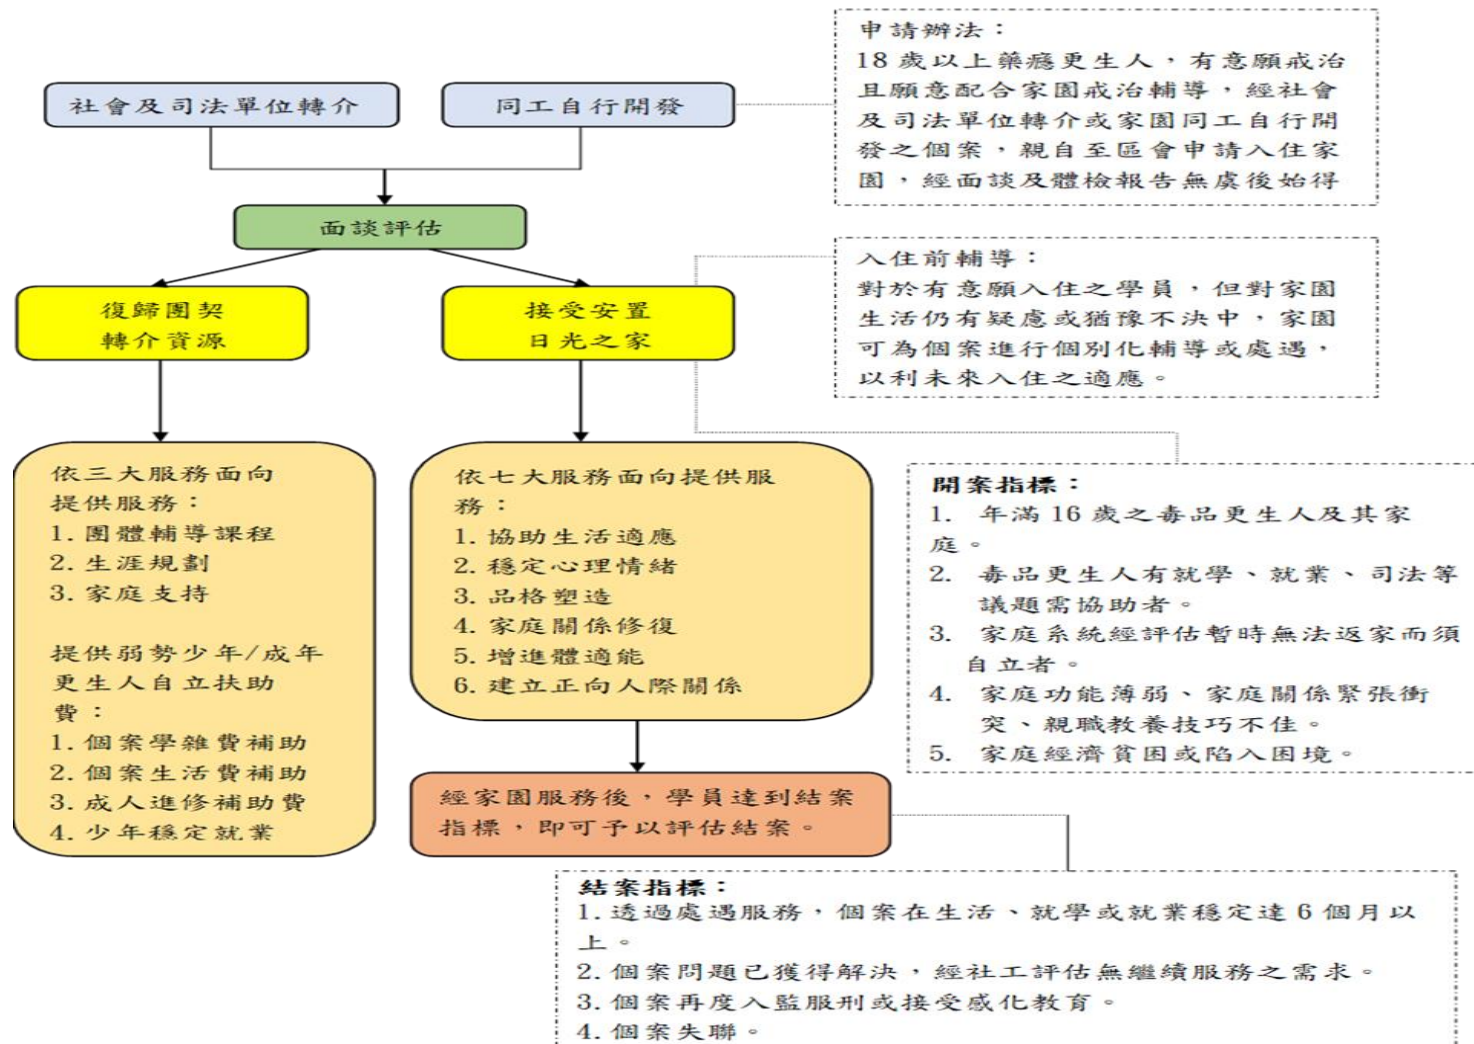 社會及司法單位轉介
同工自行開發
申請辦法：
18 歲以上藥癮更生人，有意願戒治
且願意配合家園戒治輔導，經社會
及司法單位轉介或家園同工自行開
發之個案，親自至區會申請入住家
園，經面談及體檢報告無虞後始得
面談評估
入住前輔導：
對於有意願入住之學員，但對家園
生活仍有疑慮或猶豫不決中，家園
可為個案進行個別化輔導或處遇，
以利未來入住之適應。
復歸團契
轉介資源
接受安置
日光之家
依三大服務面向
提供服務：
1. 團體輔導課程
2. 生涯規劃
3. 家庭支持
提供弱勢少年/成年
更生人自立扶助
費：
1. 個案學雜費補助
2. 個案生活費補助
3. 成人進修補助費
4. 少年穩定就業
依七大服務面向提供服
務：
1. 協助生活適應
2. 穩定心理情緒
3. 品格塑造
4. 家庭關係修復
5. 增進體適能
6. 建立正向人際關係
開案指標：
1. 年滿 16 歲之毒品更生人及其家
庭。
2. 毒品更生人有就學、就業、司法等
議題需協助者。
3. 家庭系統經評估暫時無法返家而須
自立者。
4. 家庭功能薄弱、家庭關係緊張衝
突、親職教養技巧不佳。
5. 家庭經濟貧困或陷入困境。
經家園服務後，學員達到結案
指標，即可予以評估結案。
結案指標：
1. 透過處遇服務，個案在生活、就學或就業穩定達 6 個月以
上。
2. 個案問題已獲得解決，經社工評估無繼續服務之需求。
3. 個案再度入監服刑或接受感化教育。
4. 個案失聯。